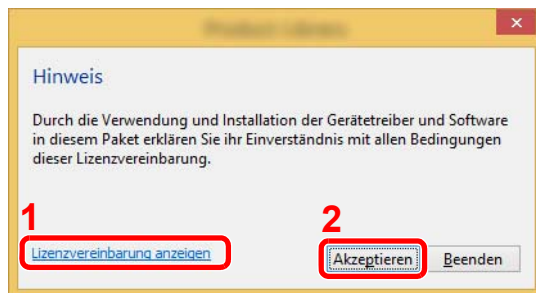 Hinweis
Durch die Verwendung und Installation der Gerätetreiber und Software
in diesem Paket erklären Sie ihr Einverständnis mit allen Bedingungen
dieser Lizenzvereinbarung.
1
2
Lizenzvereinbarung anzeigen
Akzeptieren
Beenden